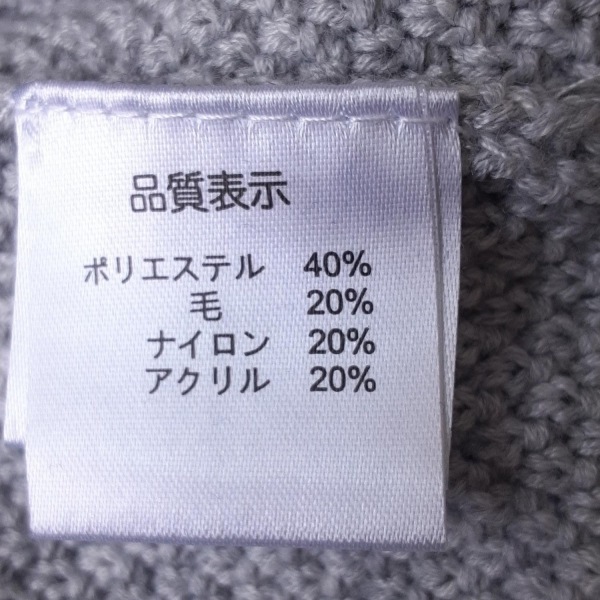 品質表示
ポリエステル 40%
毛 20%
ナイロン 20%
アクリル 20%